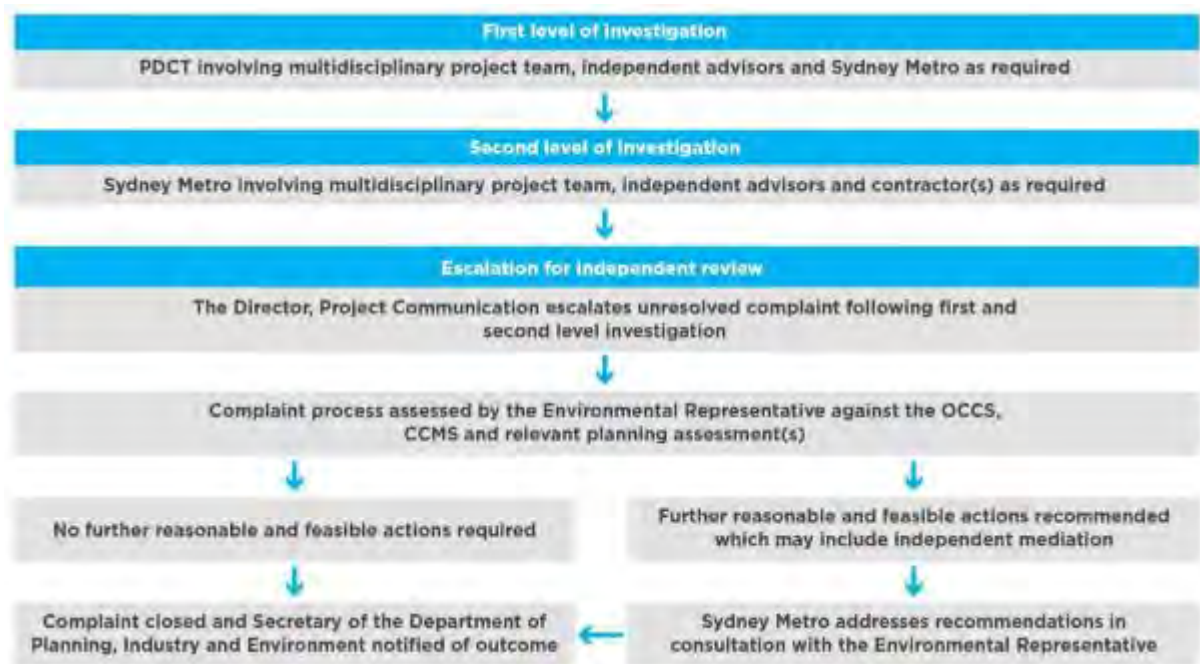 First level of investigation
PDCT involving multidisciplinary project team, independent advisors and Sydney Metro as required
Second level of investigation
Sydney Metro involving multidisciplinary project team, independent advisors and contractor(s) as required
Escalation for independent review
The Director, Project Communication escalates unresolved complaint following first and
second level investigation
Complaint process assessed by the Environmental Representative against the OCCS,
CCMS and relevant planning assessment(s)
No further reasonable and feasible actions required
Further reasonable and feasible actions recommended
which may include independent mediation
Complaint closed and Secretary of the Department of
Planning, Industry and Environment notified of outcome
Sydney Metro addresses recommendations in
consultation with the Environmental Representative